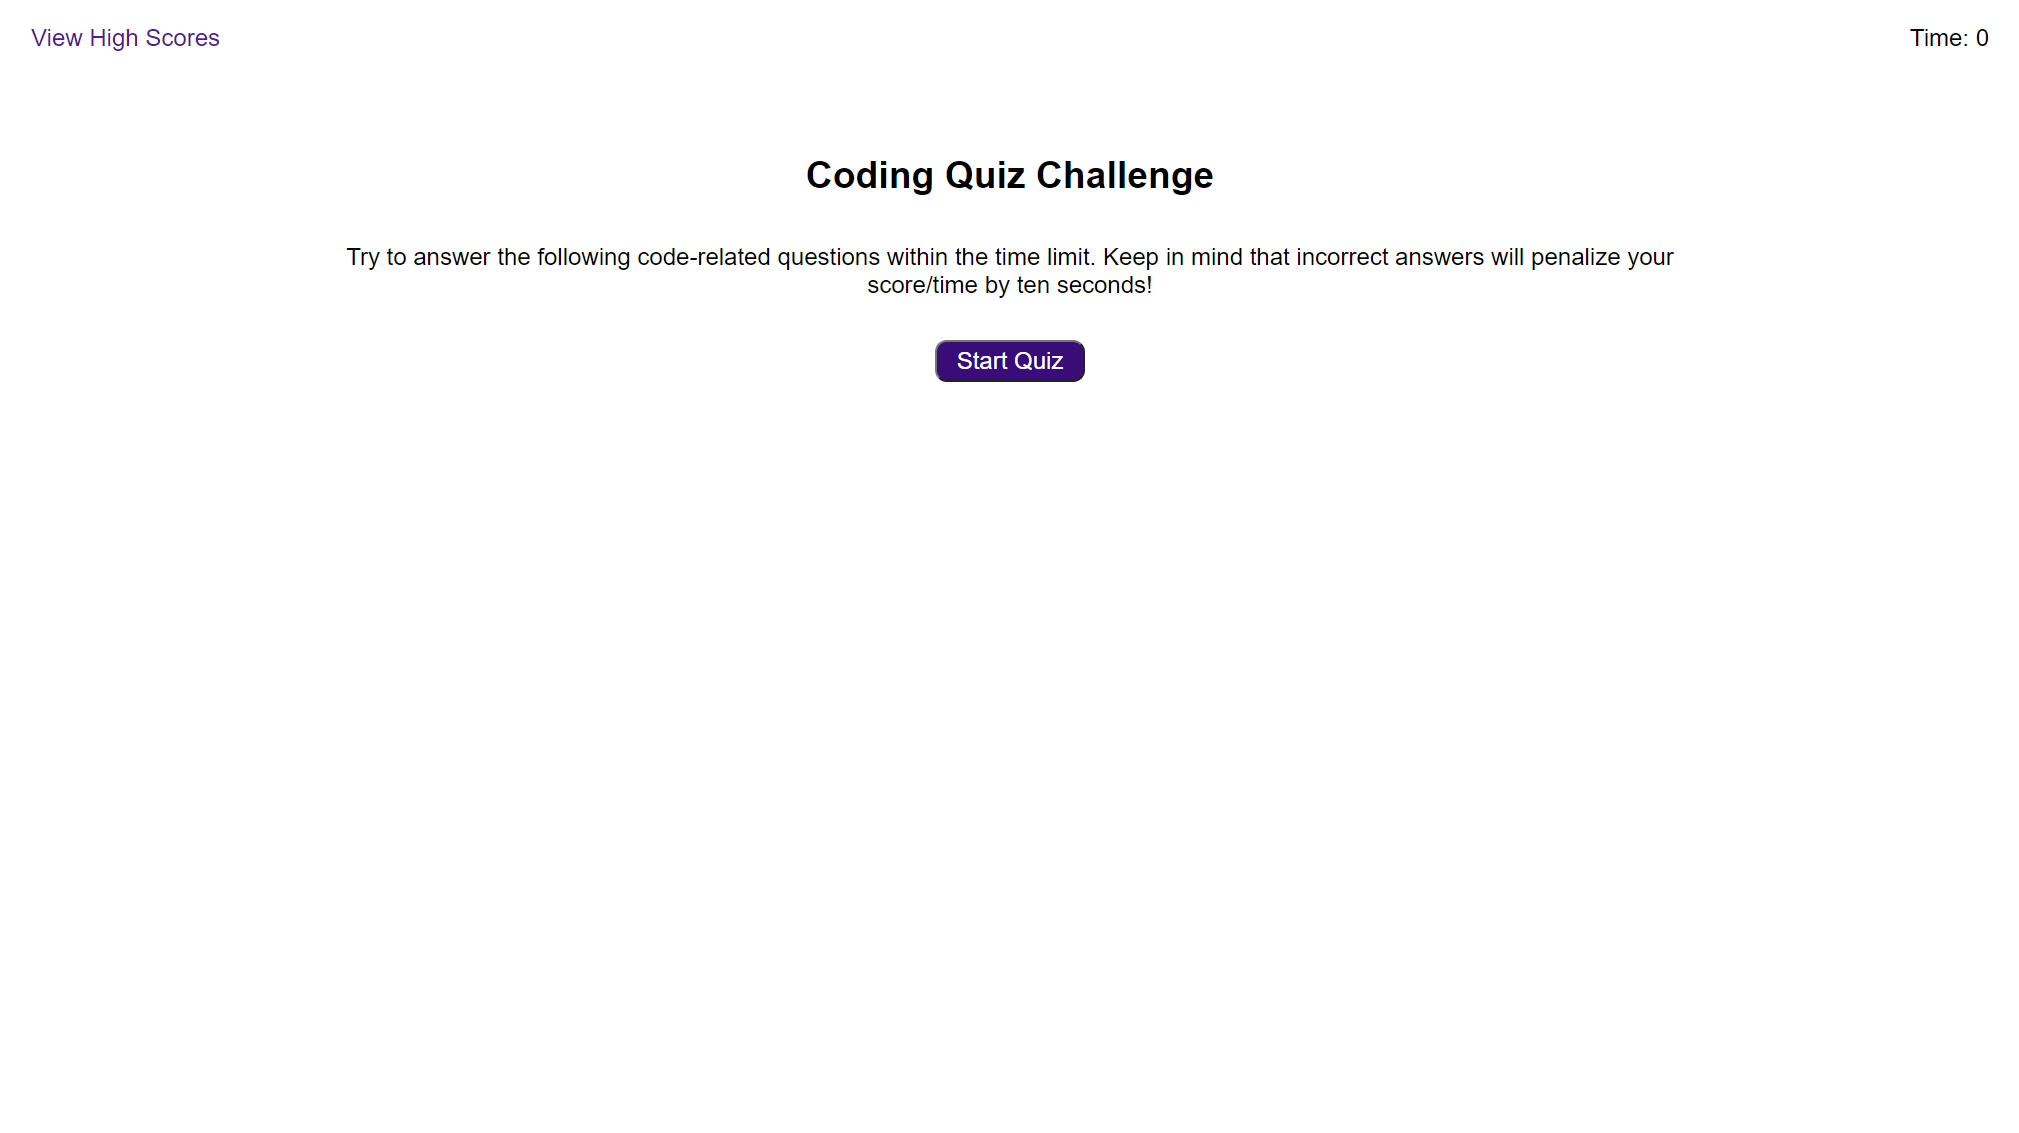 View High Scores
Time: 0
Coding Quiz Challenge
Try to answer the following code-related questions within the time limit. Keep in mind that incorrect answers will penalize your
score/time by ten seconds!
Start Quiz